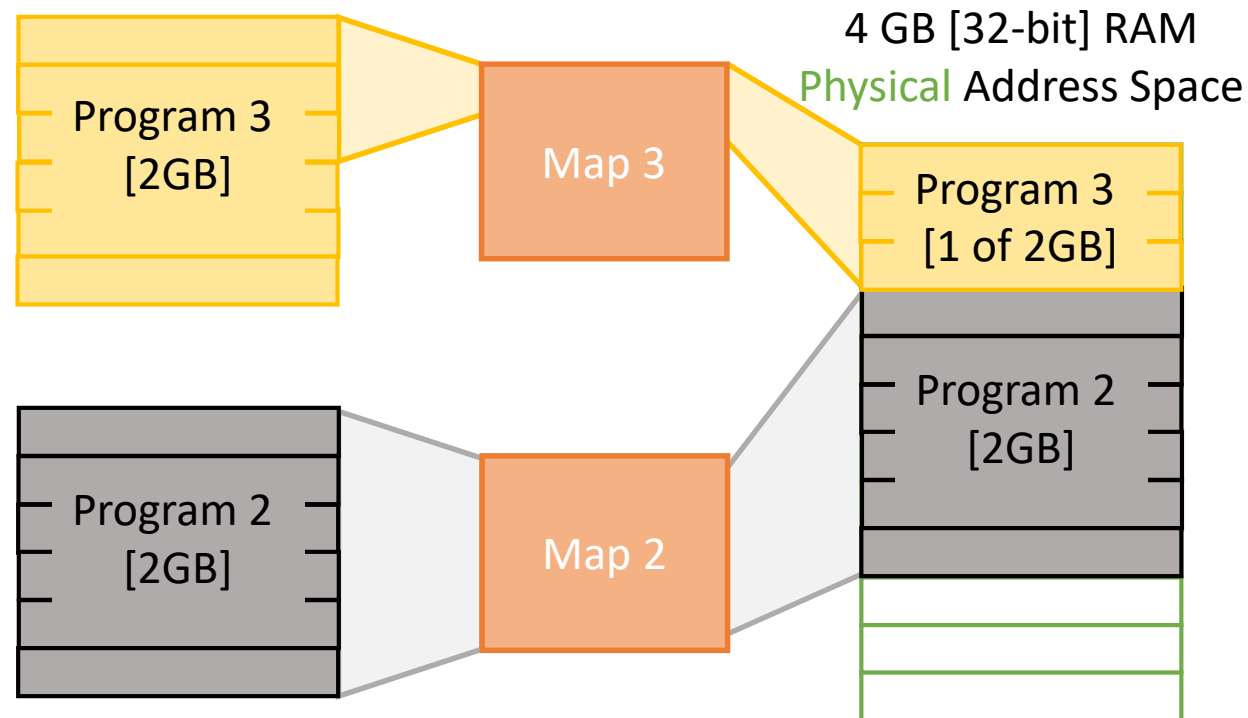 4 GB [32-bit] RAM
Physical Address Space
Program 3
[2GB]
Map 3
Program 3
[1 of 2GB]
Program 2
[2GB]
Map 2
Program 2
[2GB]